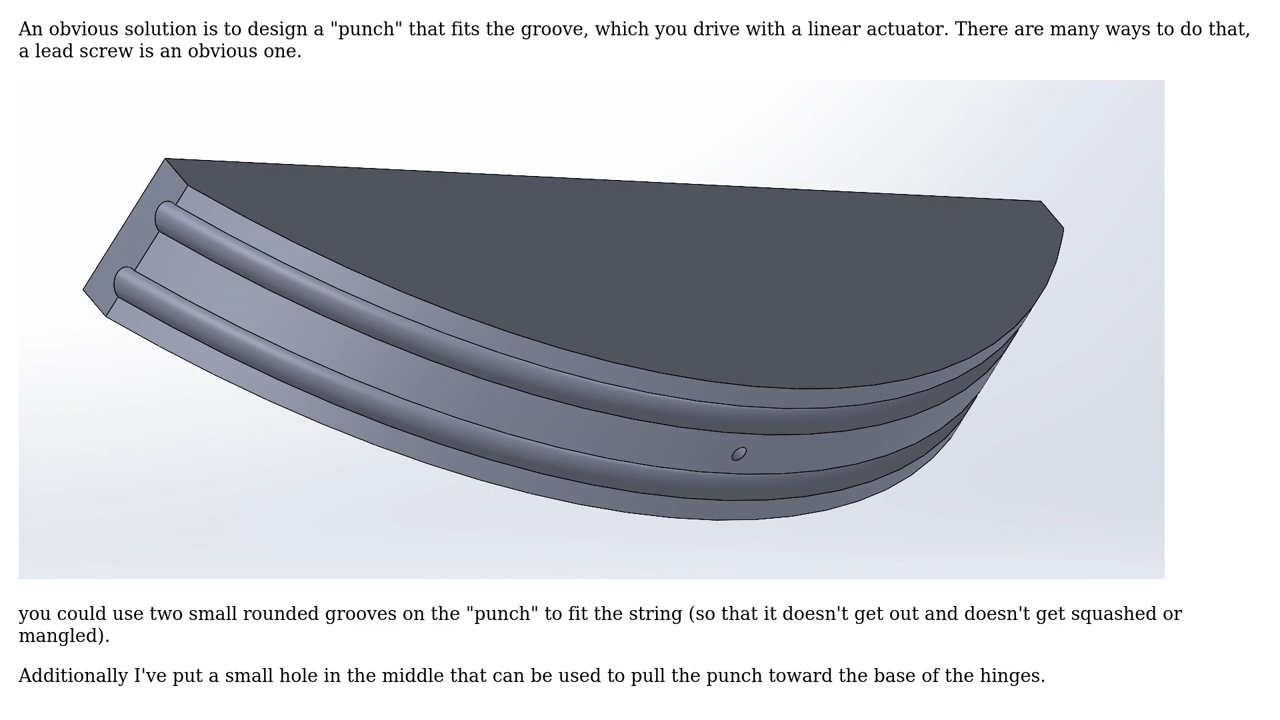 An obvious solution is to design a "punch" that fits the groove, which you drive with a linear actuator. There are many ways to do that,
a lead screw is an obvious one.
you could use two small rounded grooves on the "punch" to fit the string (so that it doesn't get out and doesn't get squashed or
mangled).
Additionally I've put a small hole in the middle that can be used to pull the punch toward the base of the hinges.